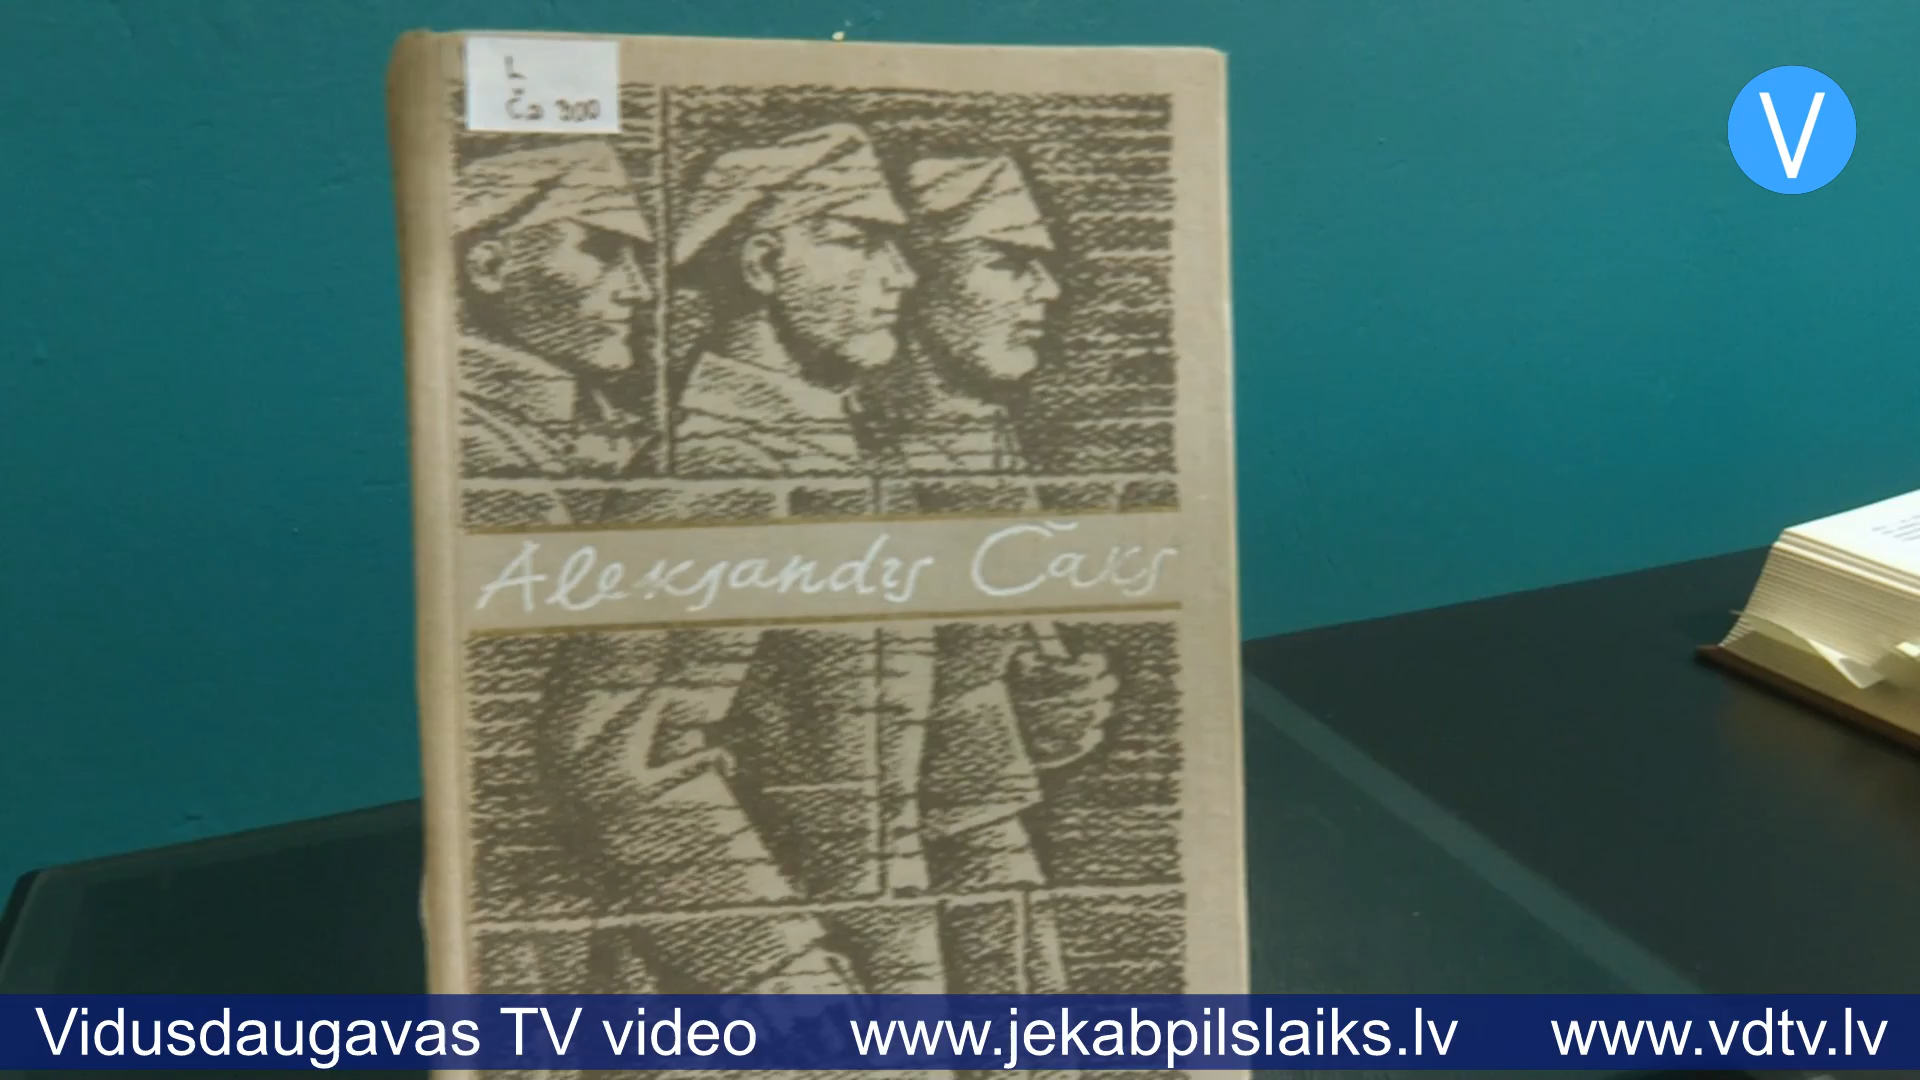 L
Ča 300
V
Aleksandrs Čaks
Vidusdaugavas TV video www.jekabpilslaiks.lv www.vdtv.lv